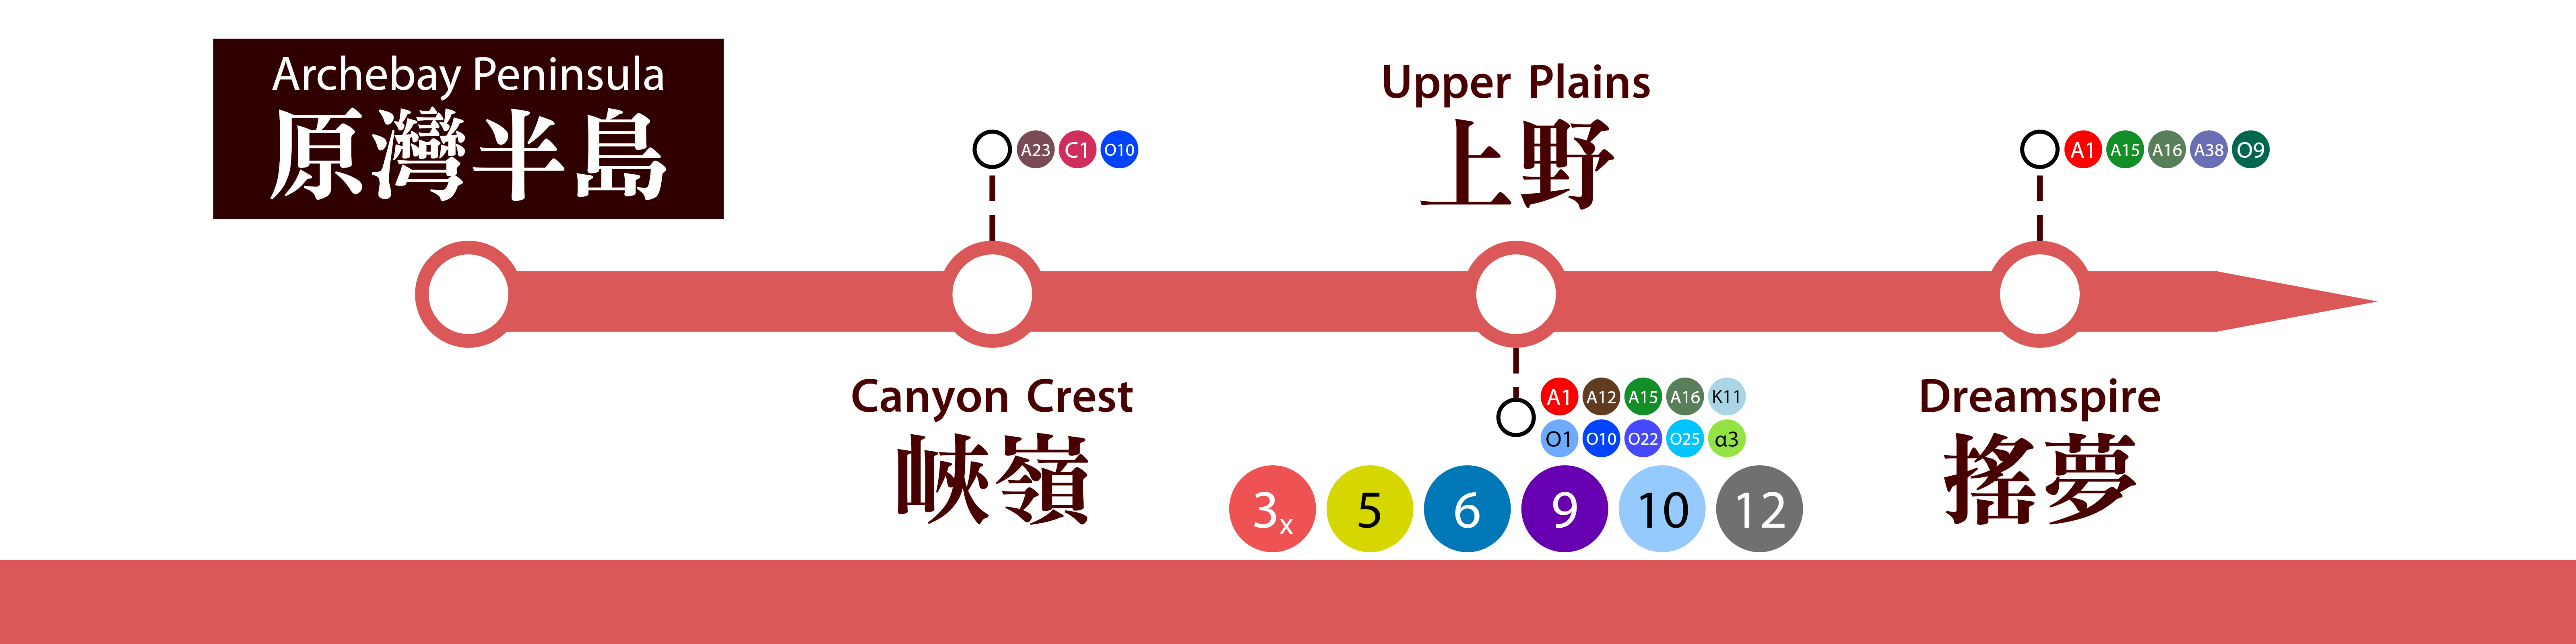 Archebay Peninsula
原灣半島
A23 C1 O10
Canyon Crest
峽嶺
Upper Plains
上野
A1 A12 A15 A16 K11
O1 O10 O22 O25 α3
3x 5 6 9 10 12
A1 A15 A16 A38 O9
Dreamspire
搖夢